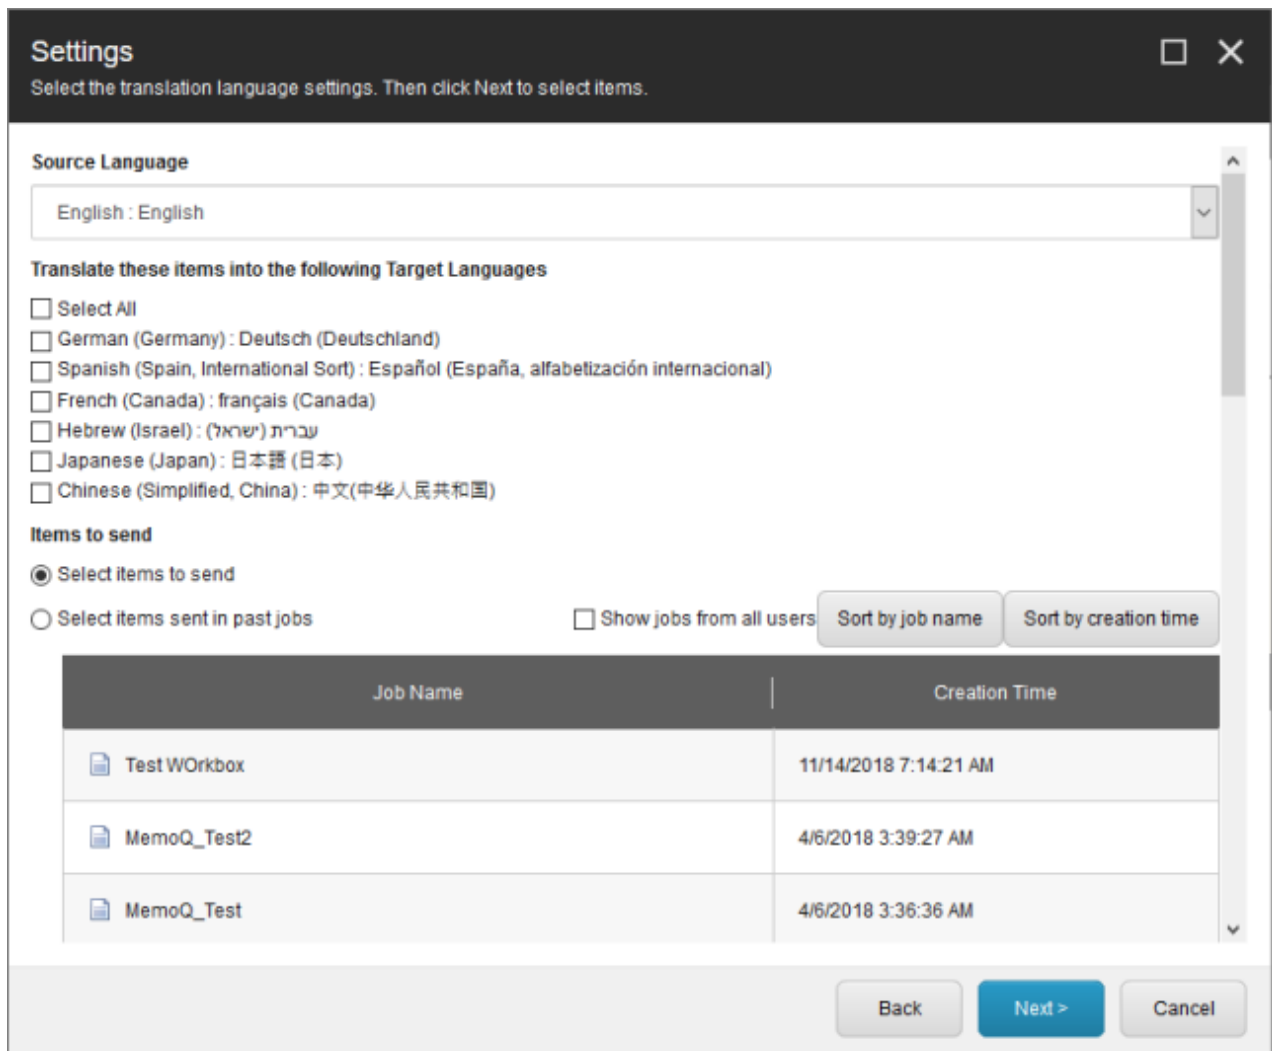 Settings
Select the translation language settings. Then click Next to select items.
Source Language
English : English
Translate these items into the following Target Languages
Select All
German (Germany) : Deutsch (Deutschland)
Spanish (Spain, International Sort) : Español (España, alfabetización internacional)
French (Canada) : français (Canada)
Hebrew (Israel) : עברית (ישראל)
Japanese (Japan) : 日本語 (日本)
Chinese (Simplified, China) : 中文(中华人民共和国)
Items to send
Select items to send
Select items sent in past jobs Show jobs from all users Sort by job name Sort by creation time
Job Name Creation Time
Test WOrkbox 11/14/2018 7:14:21 AM
MemoQ_Test2 4/6/2018 3:39:27 AM
MemoQ_Test 4/6/2018 3:36:36 AM
Back Next > Cancel